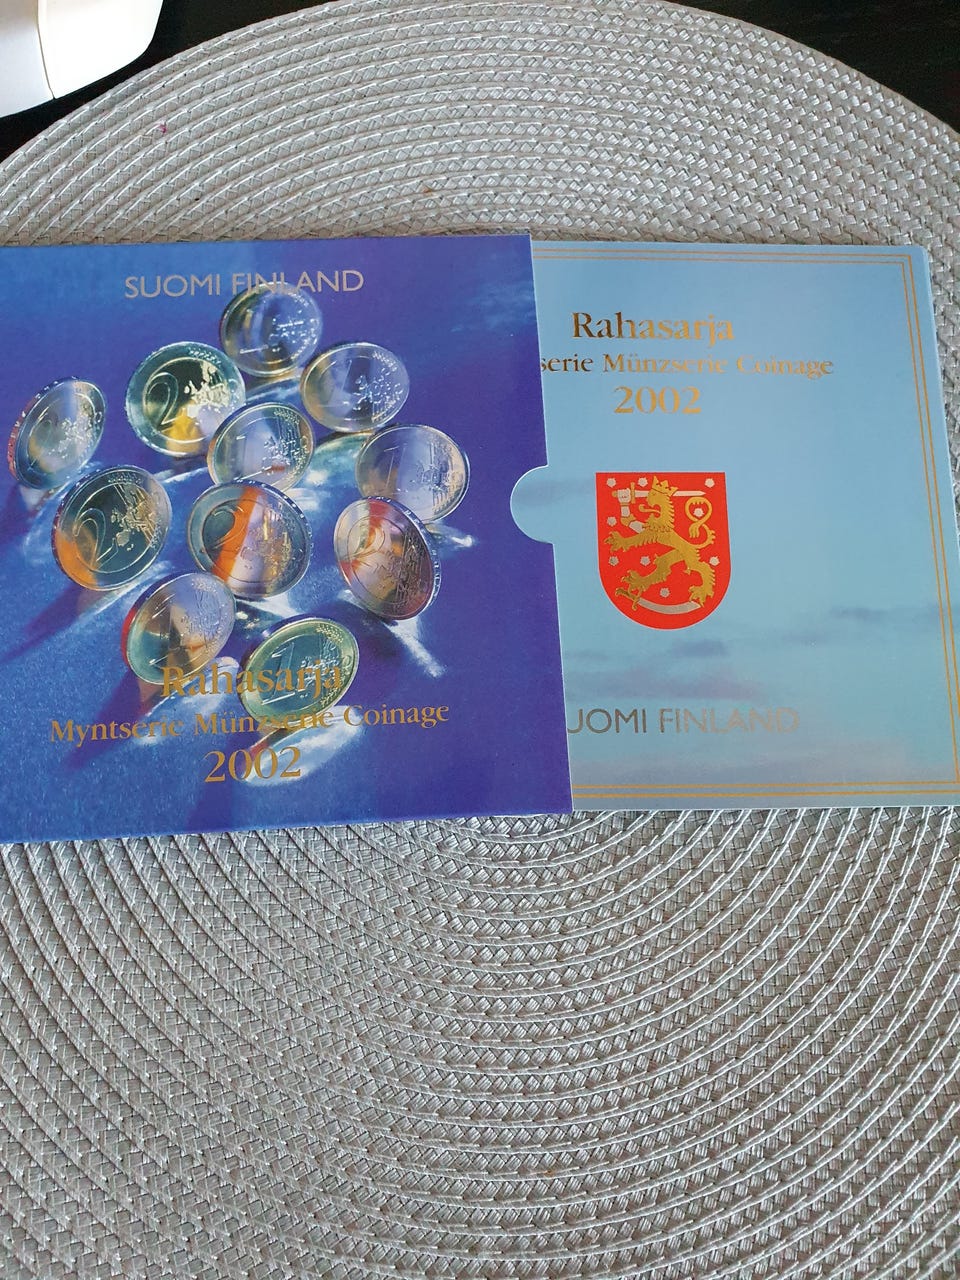 SUOMI FINLAND
Rahasarja
Myntserie Münzserie Coinage
2002
Rahasarja
serie Münzserie Coinage
2002
UOMI FINLAND